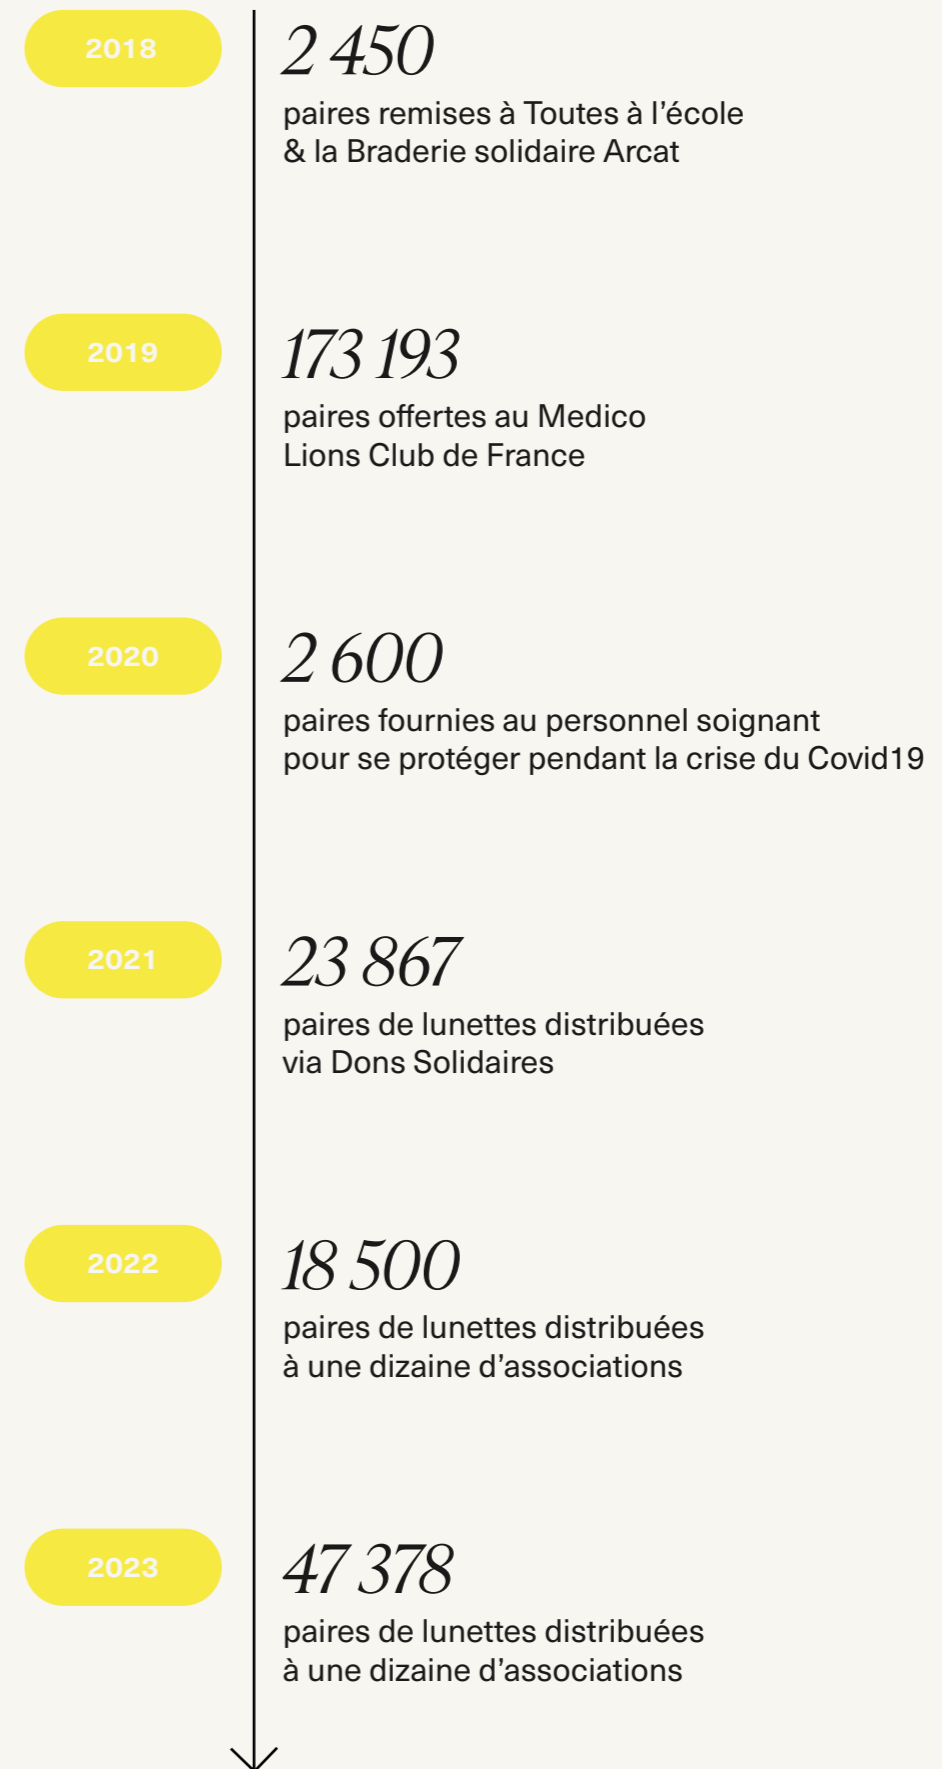 2018
2 450
paires remises à Toutes à l’école
& la Braderie solidaire Arcat
2019
173 193
paires offertes au Medico
Lions Club de France
2020
2 600
paires fournies au personnel soignant
pour se protéger pendant la crise du Covid19
2021
23 867
paires de lunettes distribuées
via Dons Solidaires
2022
18 500
paires de lunettes distribuées
à une dizaine d’associations
2023
47 378
paires de lunettes distribuées
à une dizaine d’associations